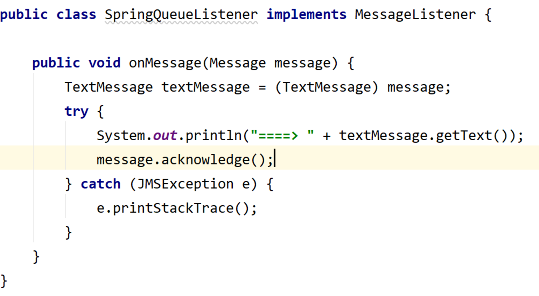 public class SpringQueueListener implements MessageListener {
public void onMessage(Message message) {
TextMessage textMessage = (TextMessage) message;
try {
System.out.println("====> " + textMessage.getText());
message.acknowledge();
} catch (JMSException e) {
e.printStackTrace();
}
}
}